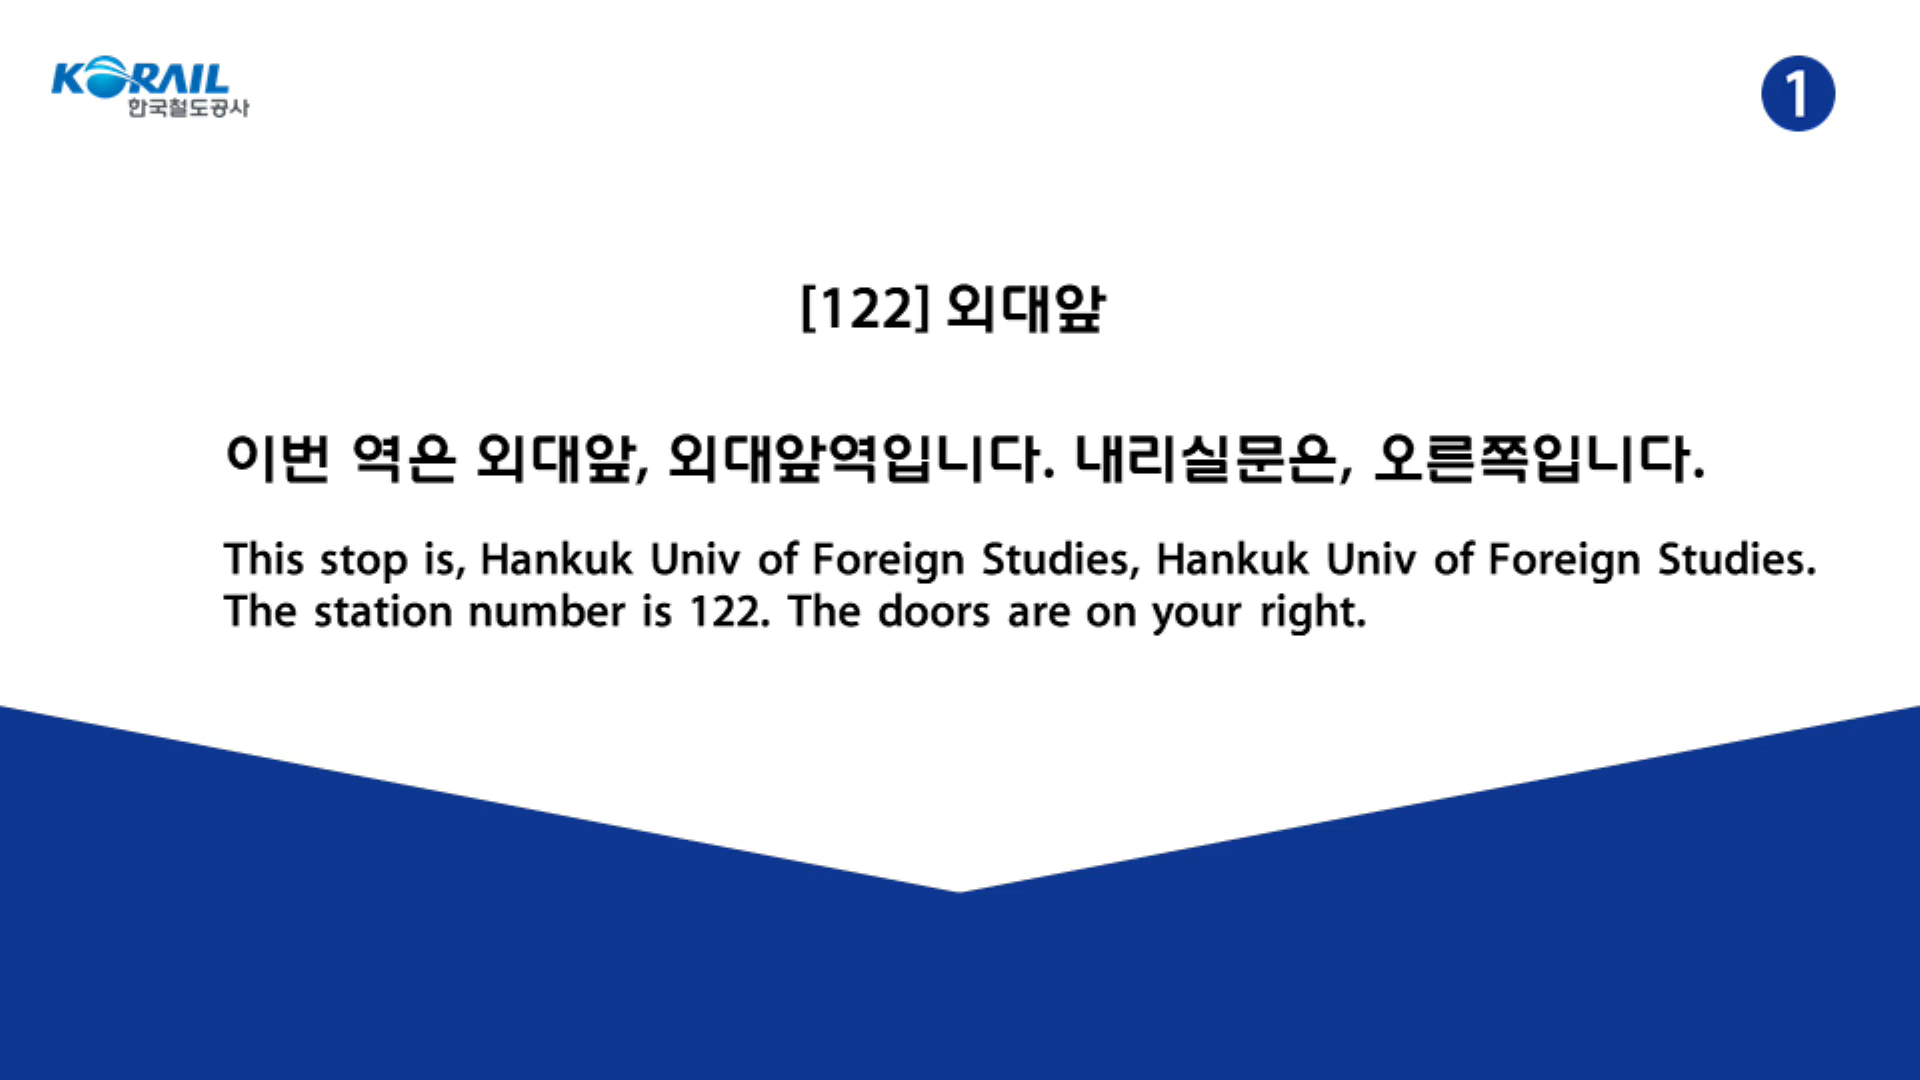 KORAIL
한국철도공사
1
[122] 외대앞
이번 역은 외대앞, 외대앞역입니다. 내리실문은, 오른쪽입니다.
This stop is, Hankuk Univ of Foreign Studies, Hankuk Univ of Foreign Studies.
The station number is 122. The doors are on your right.